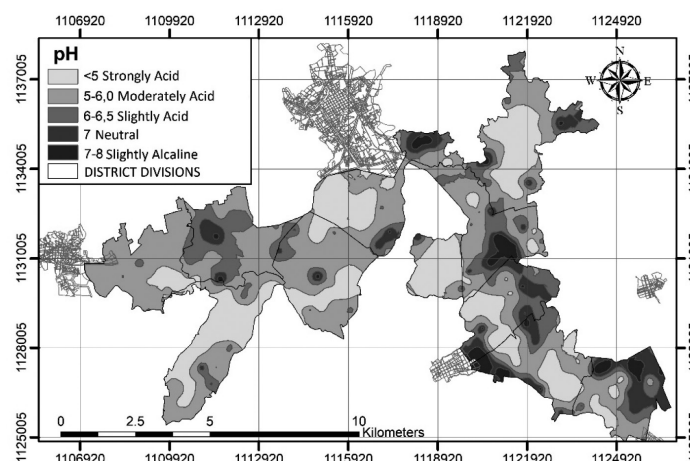 1106920 1109920 1112920 1115920 1118920 1121920 1124920
pH
<5 Strongly Acid
5-6,0 Moderately Acid
6-6,5 Slightly Acid
7 Neutral
7-8 Slightly Alcaline
DISTRICT DIVISIONS
N
W E
S
1137005
1134005
1131005 1131005
1128005
1125005
0 2.5 5 10
Kilometers
1106920 1109920 1112920 1115920 1118920 1121920 1124920